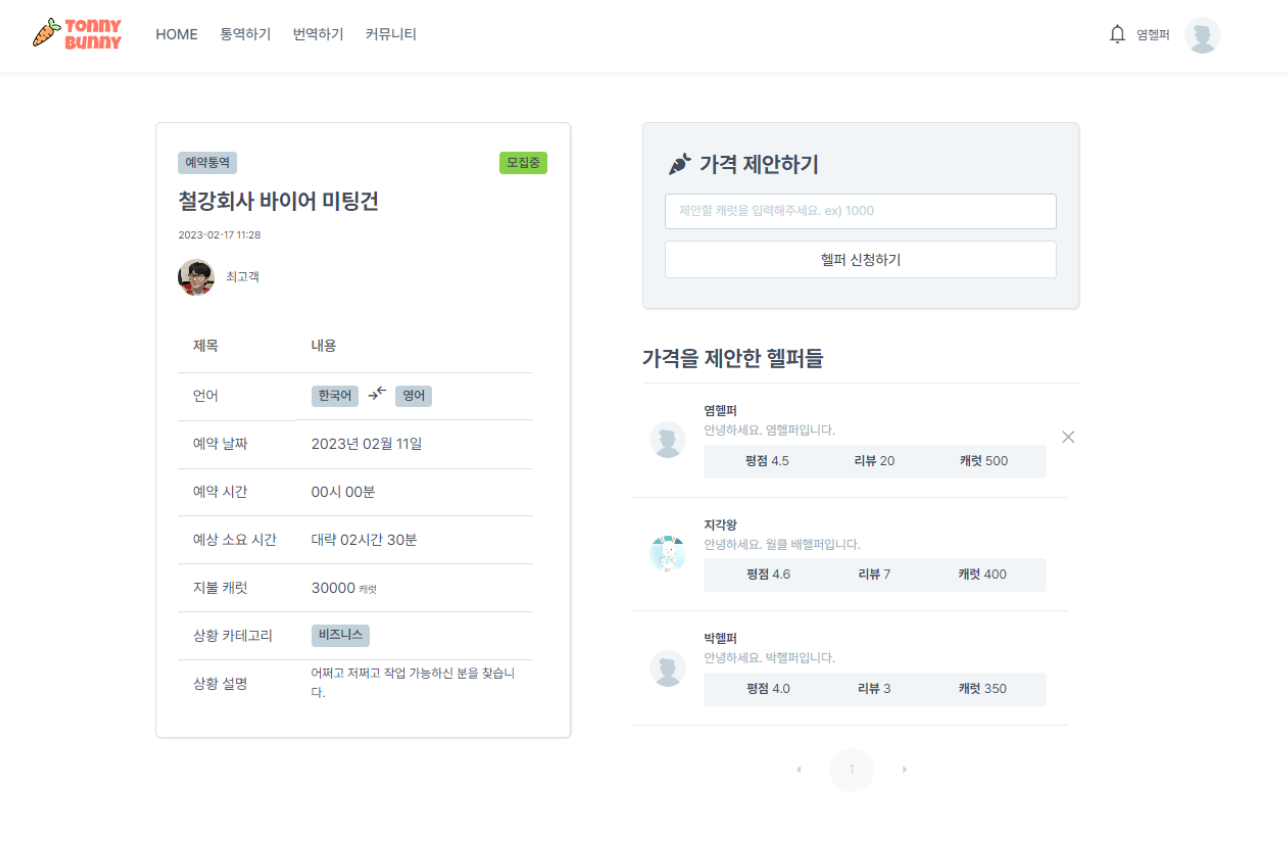 TONNY
BUNNY
HOME 통역하기 번역하기 커뮤니티
염헬퍼
예약통역
모집중
철강회사 바이어 미팅건
2023-02-17 11:28
최고객
제목 내용
언어 한국어 영어
예약 날짜 2023년 02월 11일
예약 시간 00시 00분
예상 소요 시간 대략 02시간 30분
지불 캐럿 30000 캐럿
상황 카테고리 비즈니스
상황 설명 어쩌고 저쩌고 작업 가능하신 분을 찾습니
다.
가격 제안하기
제안할 캐럿을 입력해주세요. ex) 1000
헬퍼 신청하기
가격을 제안한 헬퍼들
염헬퍼
안녕하세요. 염헬퍼입니다.
평점 4.5 리뷰 20 캐럿 500
지각왕
안녕하세요. 월클 배헬퍼입니다.
평점 4.6 리뷰 7 캐럿 400
박헬퍼
안녕하세요. 박헬퍼입니다.
평점 4.0 리뷰 3 캐럿 350
1